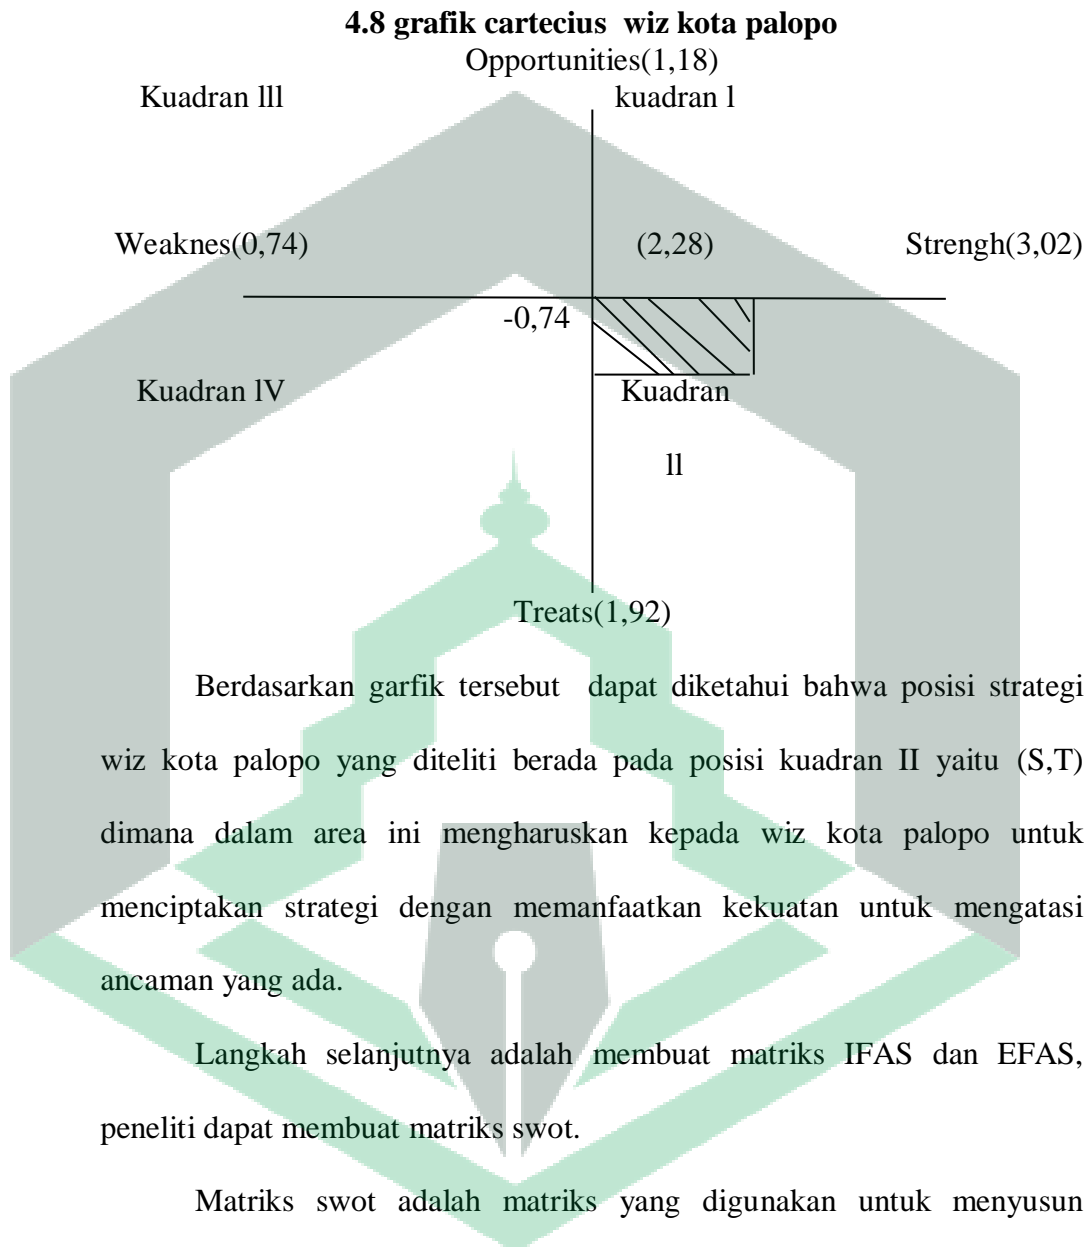 4.8 grafik cartecius wiz kota palopo
Opportunities(1,18)
Kuadran lll kuadran l
Weaknes(0,74) (2,28) Strengh(3,02)
-0,74
Kuadran lV Kuadran
ll
Treats(1,92)
Berdasarkan garfik tersebut dapat diketahui bahwa posisi strategi
wiz kota palopo yang diteliti berada pada posisi kuadran II yaitu (S,T)
dimana dalam area ini mengharuskan kepada wiz kota palopo untuk
menciptakan strategi dengan memanfaatkan kekuatan untuk mengatasi
ancaman yang ada.
Langkah selanjutnya adalah membuat matriks IFAS dan EFAS,
peneliti dapat membuat matriks swot.
Matriks swot adalah matriks yang digunakan untuk menyusun